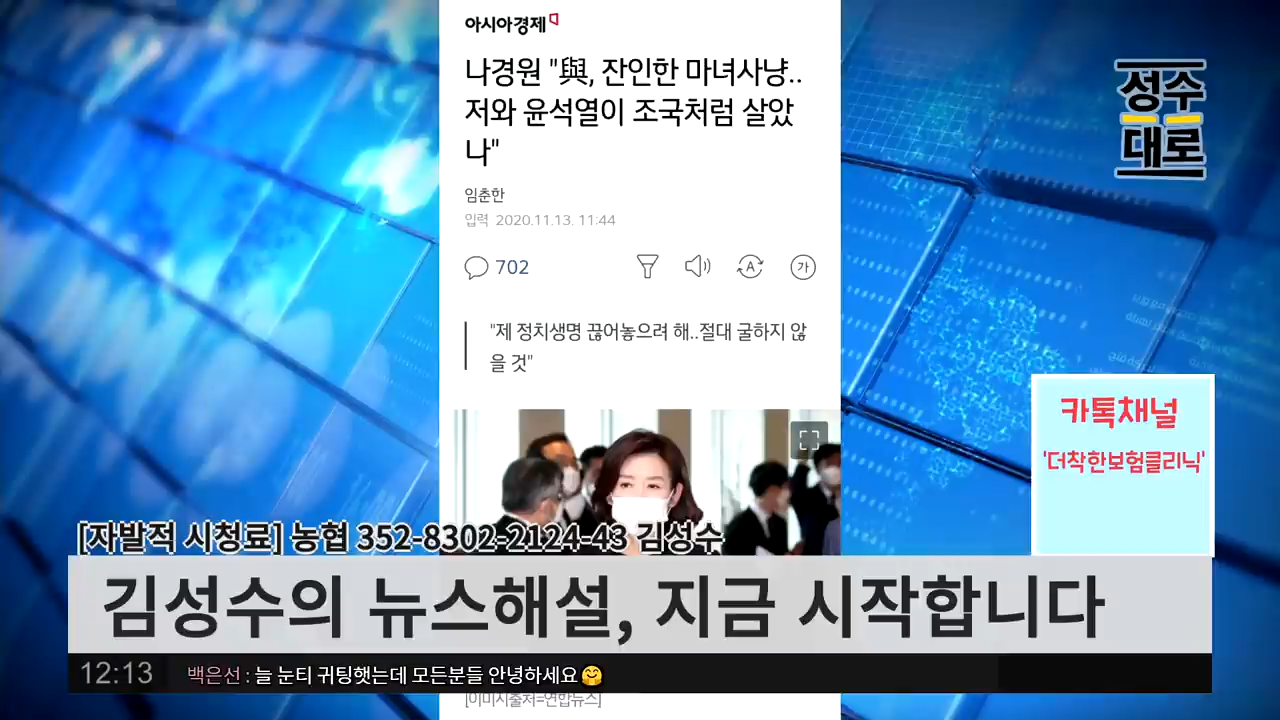 아시아경제
나경원 "與, 잔인한 마녀사냥..
저와 윤석열이 조국처럼 살았
나"
임춘한
입력 2020.11.13. 11:44
702
A
가
"제 정치생명 끊어놓으려 해..절대 굴하지 않
을 것"
성수
대로
카톡채널
'더착한보험클리닉'
[자발적 시청료] 농협 352-8302-2124-43 김성수
김성수의 뉴스해설, 지금 시작합니다
12:13 백은선 : 늘 눈티 귀팅햇는데 모든분들 안녕하세요🤗
[이미지출처=연합뉴스]